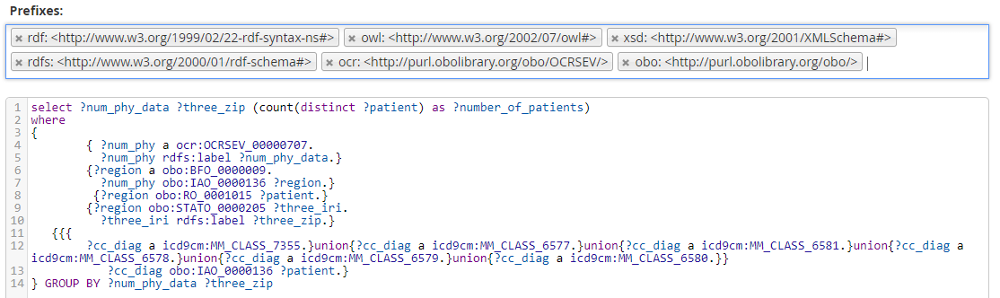 Prefixes:
× rdf: <http://www.w3.org/1999/02/22-rdf-syntax-ns#> × owl: <http://www.w3.org/2002/07/owl#> × xsd: <http://www.w3.org/2001/XMLSchema#>
× rdfs: <http://www.w3.org/2000/01/rdf-schema#> × ocr: <http://purl.obolibrary.org/obo/OCRSEV/> × obo: <http://purl.obolibrary.org/obo/>
1 select ?num_phy_data ?three_zip (count(distinct ?patient) as ?number_of_patients)
2 where
3 {
4 { ?num_phy a ocr:OCRSEV_00000707.
5 ?num_phy rdfs:label ?num_phy_data.}
6 {?region a obo:BFO_0000009.
7 ?num_phy obo:IAO_0000136 ?region.}
8 {?region obo:RO_0001015 ?patient.}
9 {?region obo:STATO_0000205 ?three_iri.
10 ?three_iri rdfs:label ?three_zip.}
11 {{{
12 ?cc_diag a icd9cm:MM_CLASS_7355.}union{?cc_diag a icd9cm:MM_CLASS_6577.}union{?cc_diag a icd9cm:MM_CLASS_6581.}union{?cc_diag a
icd9cm:MM_CLASS_6578.}union{?cc_diag a icd9cm:MM_CLASS_6579.}union{?cc_diag a icd9cm:MM_CLASS_6580.}}
13 ?cc_diag obo:IAO_0000136 ?patient.}
14 } GROUP BY ?num_phy_data ?three_zip